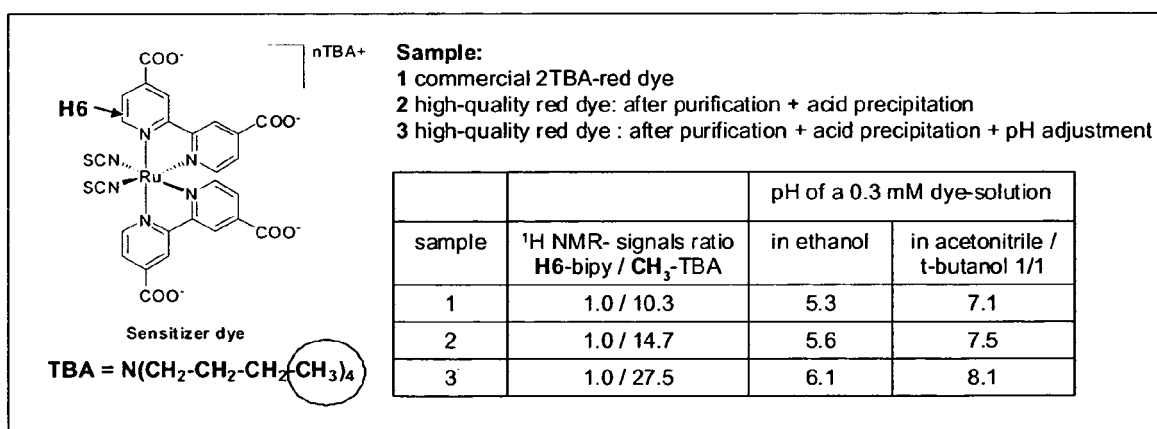 COO⁻
nTBA+
H6
COO⁻
N
N
SCN
SCN
Ru
N
N
COO⁻
COO⁻
Sensitizer dye
TBA = N(CH₂-CH₂-CH₂-CH₃)₄
Sample:
1 commercial 2TBA-red dye
2 high-quality red dye: after purification + acid precipitation
3 high-quality red dye : after purification + acid precipitation + pH adjustment
pH of a 0.3 mM dye-solution
sample
¹H NMR- signals ratio
H6-bipy / CH₃-TBA
in ethanol
in acetonitrile /
t-butanol 1/1
1 1.0 / 10.3 5.3 7.1
2 1.0 / 14.7 5.6 7.5
3 1.0 / 27.5 6.1 8.1